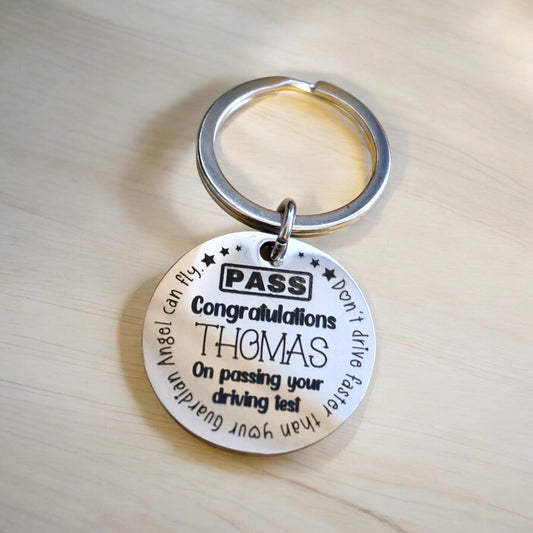 PASS
Congratulations
THOMAS
On passing your
driving test
Don't drive faster than your Guardian Angel can fly.